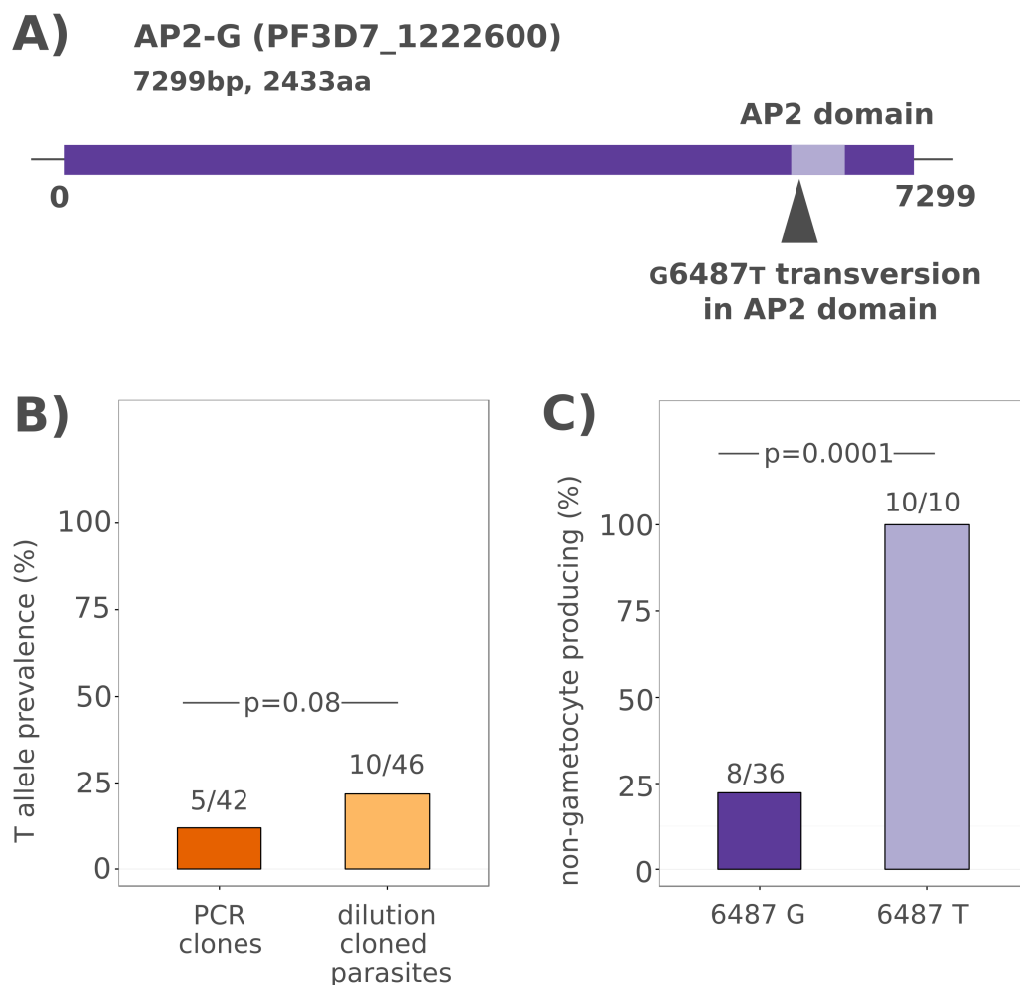 A)
AP2-G (PF3D7_1222600)
7299bp, 2433aa
AP2 domain
0
7299
G6487T transversion
in AP2 domain
B)
T allele prevalence (%)
100
75
50
25
0
p=0.08
5/42
10/46
PCR
clones
dilution
cloned
parasites
C)
non-gametocyte producing (%)
100
75
50
25
0
p=0.0001
8/36
10/10
6487 G
6487 T